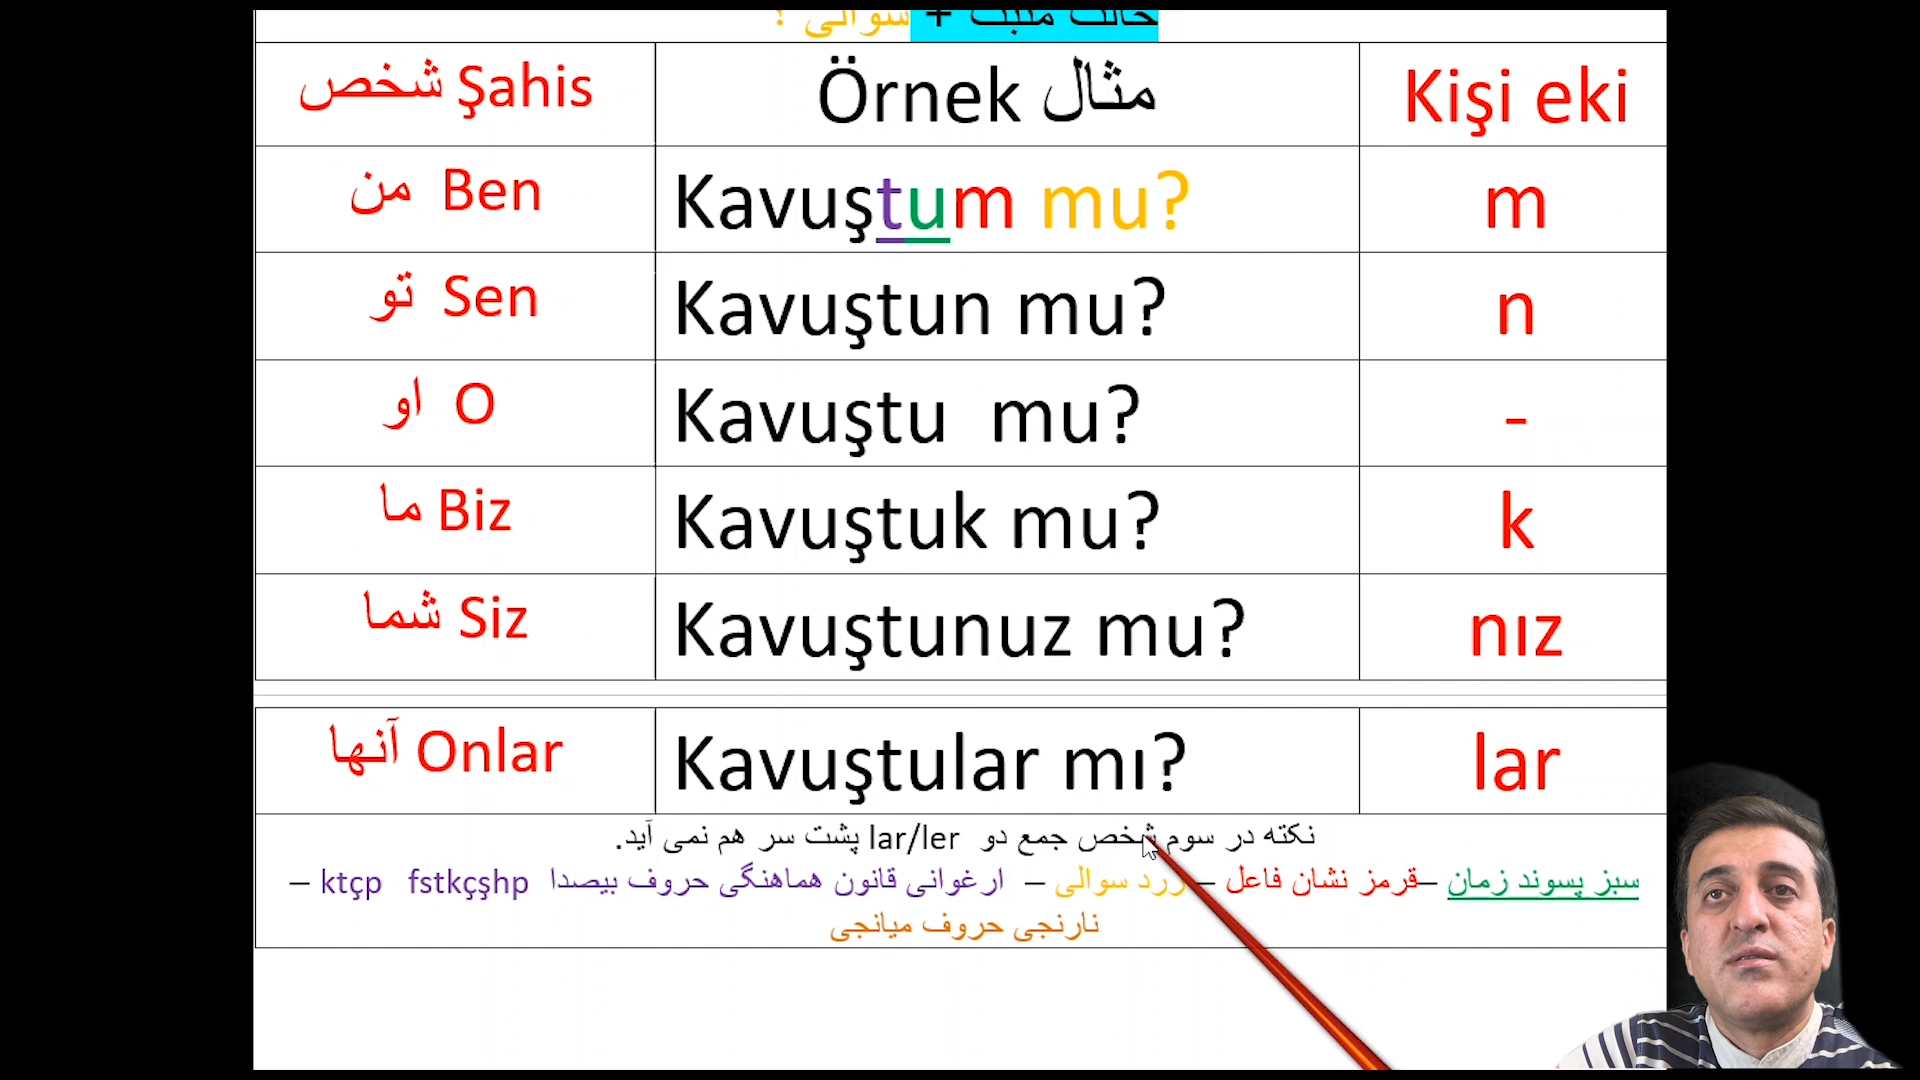 حالت مثبت + سوالی ؟
شخص Şahis	Örnek مثال	Kişi eki
من Ben	Kavuştum mu?	m
تو Sen	Kavuştun mu?	n
او O	Kavuştu mu?	-
ما Biz	Kavuştuk mu?	k
شما Siz	Kavuştunuz mu?	nız
آنها Onlar	Kavuştular mı?	lar
نکته در سوم شخص جمع دو lar/ler پشت سر هم نمی آید.
سبز پسوند زمان – قرمز نشان فاعل – زرد سوالی – ارغوانی قانون هماهنگی حروف بیصدا ktçp fstkçşhp –
نارنجی حروف میانجی